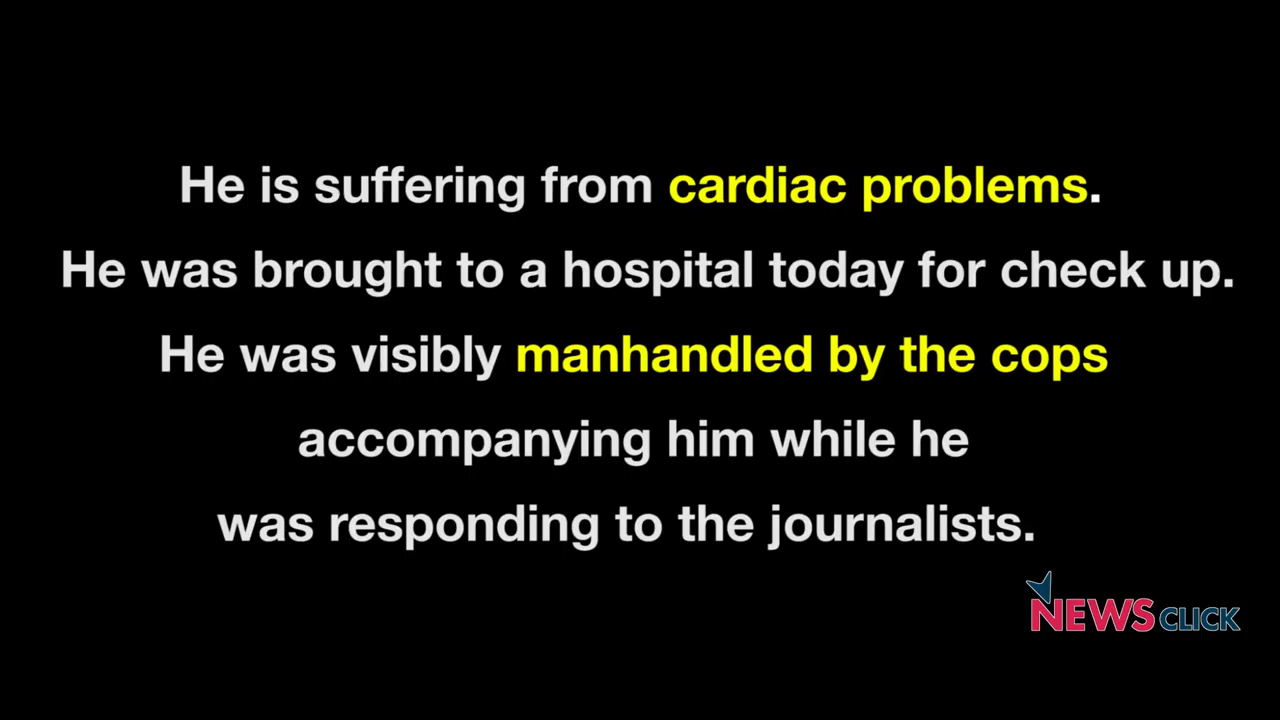 He is suffering from cardiac problems.
He was brought to a hospital today for check up.
He was visibly manhandled by the cops
accompanying him while he
was responding to the journalists.
NEWSCLICK